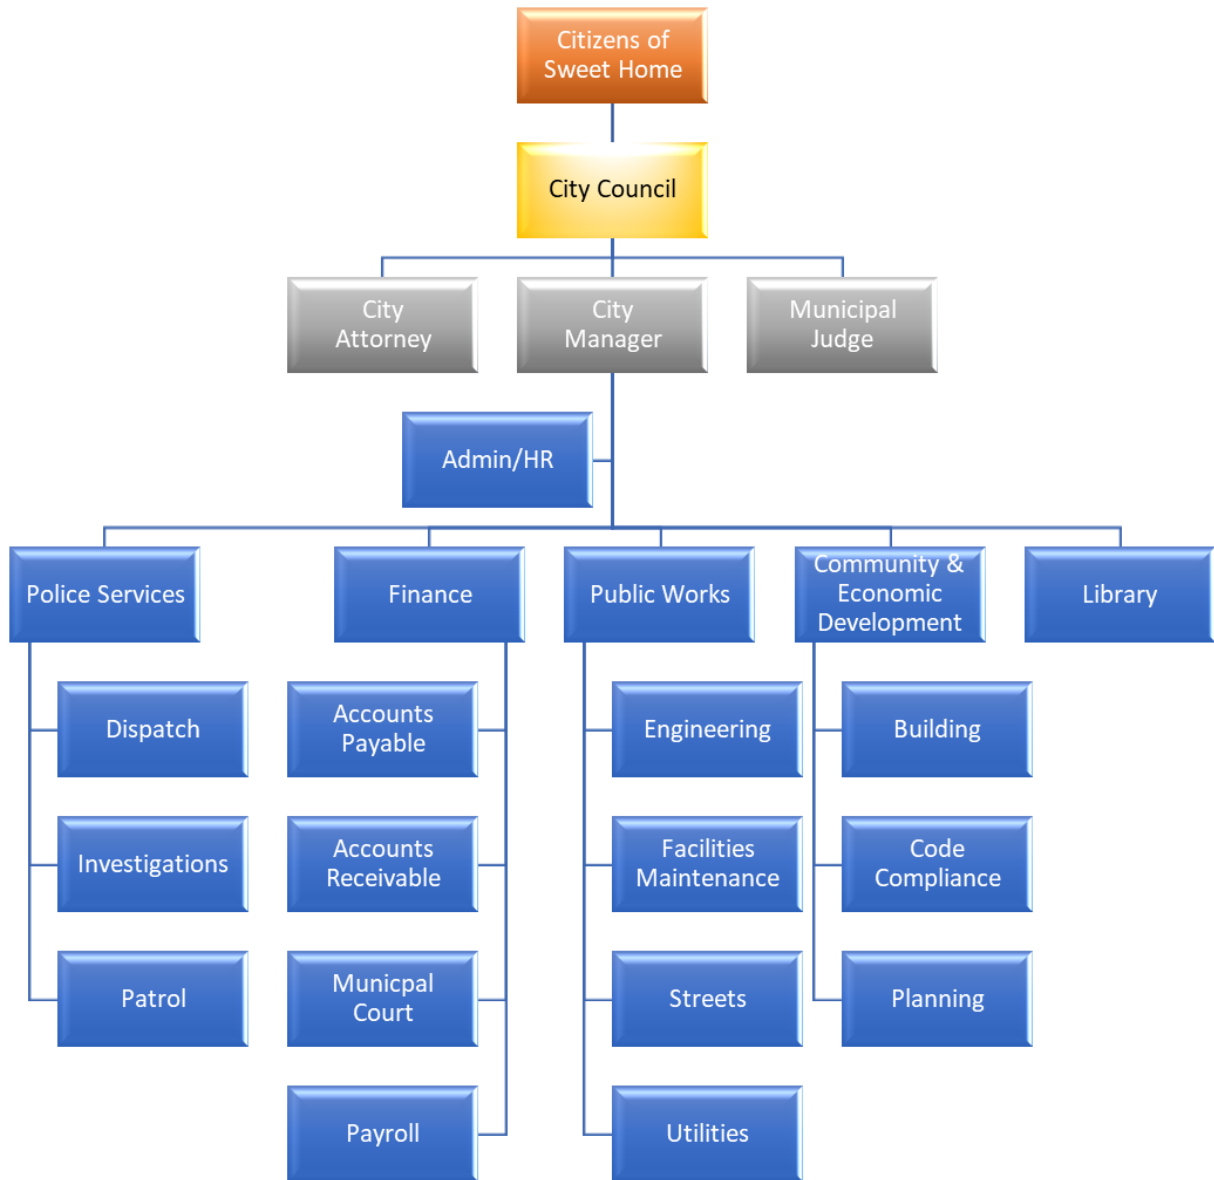 Citizens of
Sweet Home
City Council
City
Attorney
City
Manager
Municipal
Judge
Admin/HR
Police Services
Finance
Public Works
Community &
Economic
Development
Library
Dispatch
Accounts
Payable
Engineering
Building
Investigations
Accounts
Receivable
Facilities
Maintenance
Code
Compliance
Patrol
Municpal
Court
Streets
Planning
Payroll
Utilities